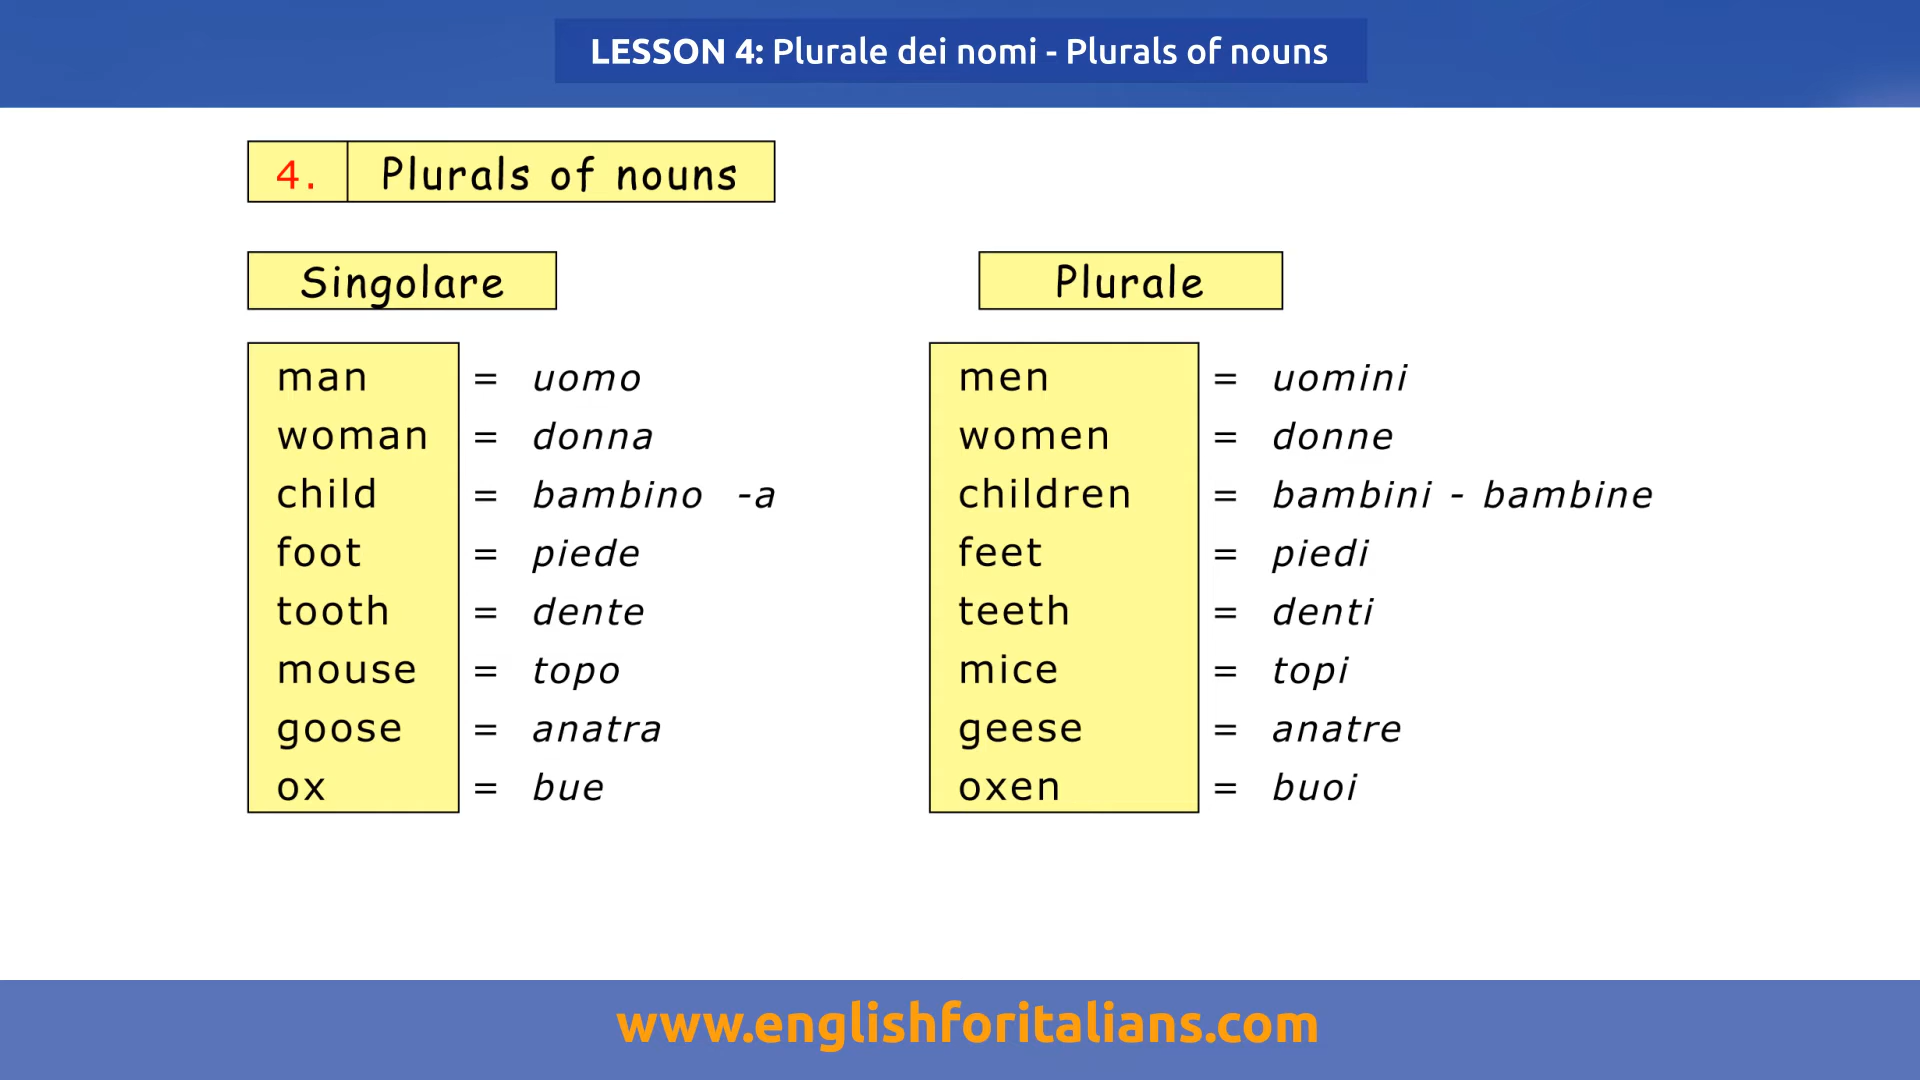 LESSON 4: Plurale dei nomi - Plurals of nouns
4. Plurals of nouns
Singolare Plurale
man = uomo men = uomini
woman = donna women = donne
child = bambino -a children = bambini - bambine
foot = piede feet = piedi
tooth = dente teeth = denti
mouse = topo mice = topi
goose = anatra geese = anatre
ox = bue oxen = buoi
www.englishforitalians.com